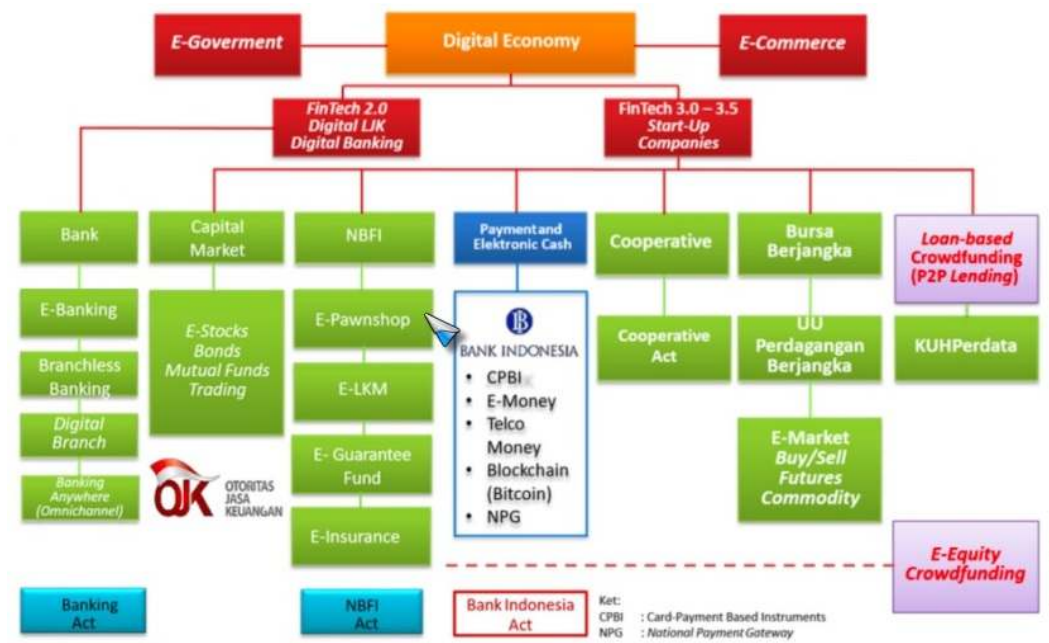 E-Goverment
Digital Economy
E-Commerce
FinTech 2.0
Digital LJK
Digital Banking
FinTech 3.0 – 3.5
Start-Up
Companies
Bank
Capital
Market
NBFI
Payment and
Elektronic Cash
Cooperative
Bursa
Berjangka
Loan-based
Crowdfunding
(P2P Lending)
E-Banking
Branchless
Banking
Digital
Branch
Banking
Anywhere
(Omnichannel)
E-Stocks
Bonds
Mutual Funds
Trading
OJK
OTORITAS
JASA
KEUANGAN
E-Pawnshop
E-LKM
E- Guarantee
Fund
E-Insurance
BANK INDONESIA
• CPBI
• E-Money
• Telco
Money
• Blockchain
(Bitcoin)
• NPG
Cooperative
Act
UU
Perdagangan
Berjangka
E-Market
Buy/Sell
Futures
Commodity
KUHPerdata
E-Equity
Crowdfunding
Banking
Act
NBFI
Act
Bank Indonesia
Act
Ket:
CPBI : Card-Payment Based Instruments
NPG : National Payment Gateway